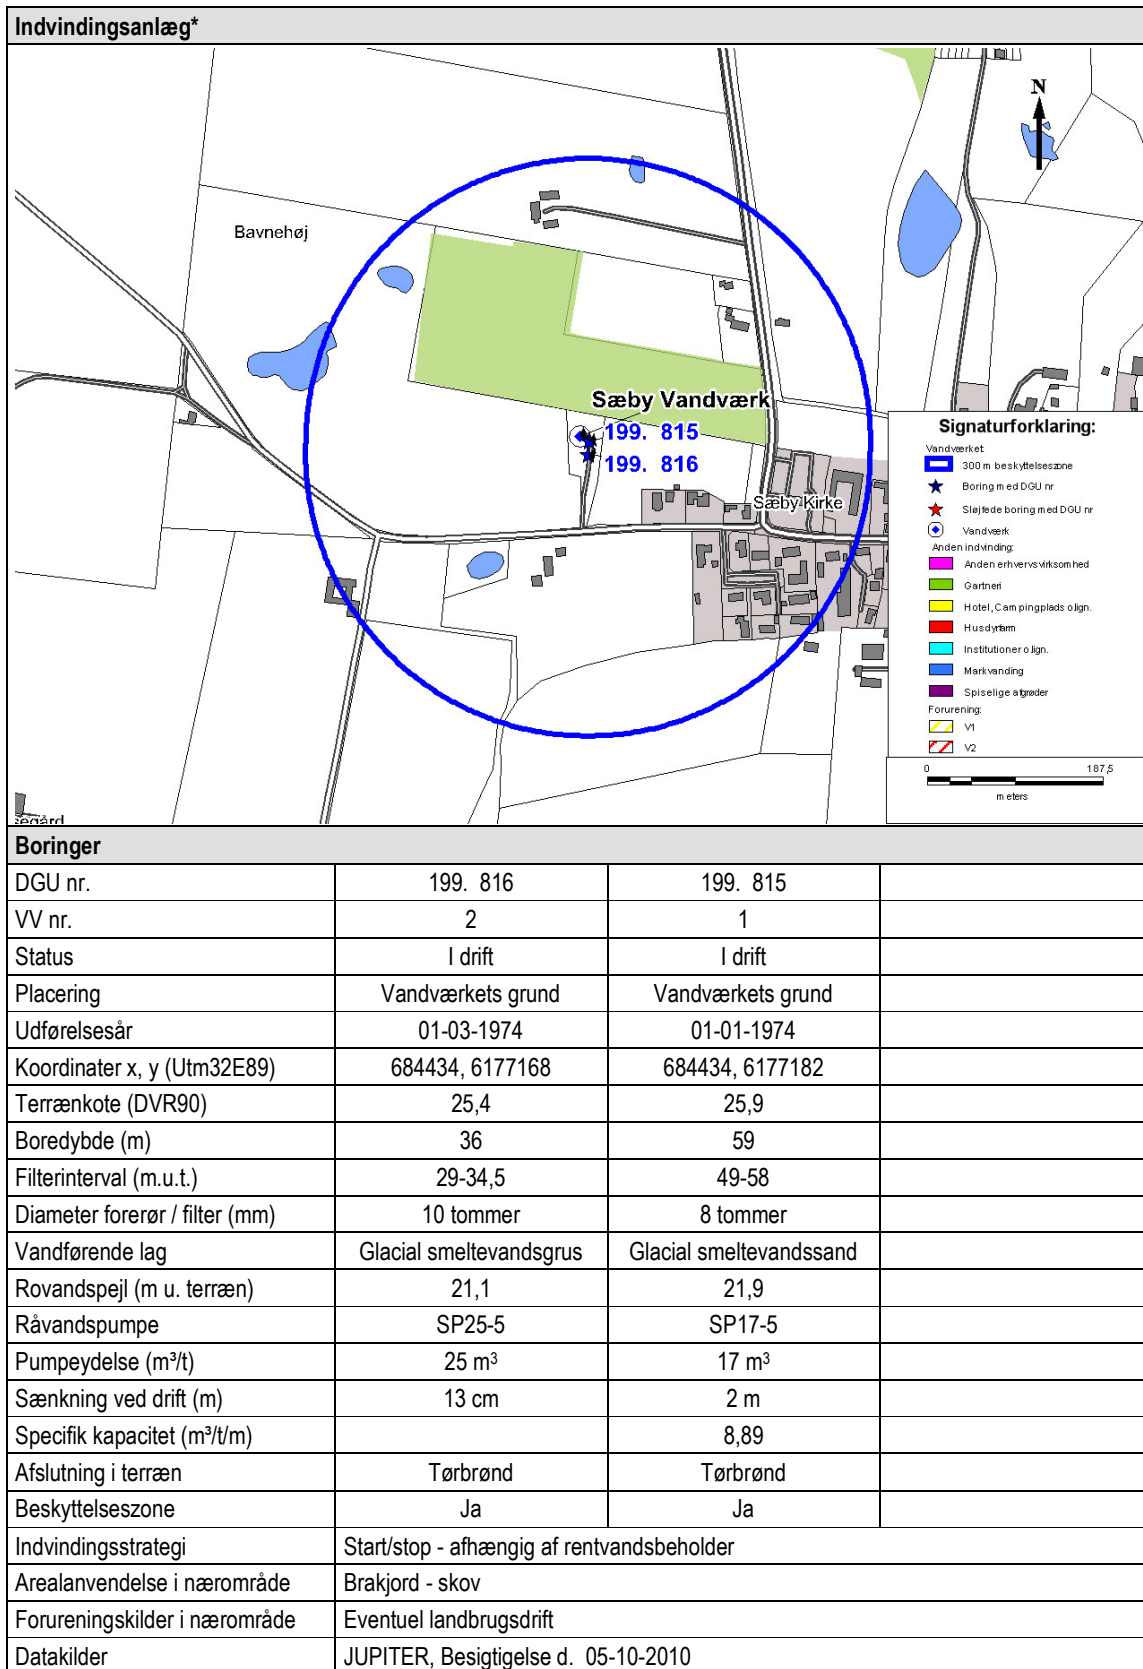 Indvindingsanlæg*
N
Bavnehøj
Sæby Vandværk
199. 815
199. 816
Sæby Kirke
segård
Signaturforklaring:
Vandværket
300 m beskyttelseszone
Boring med DGU nr
Sløjfede boring med DGU nr
Vandværk
Anden indvinding:
Anden erhvervsvirksomhed
Gartneri
Hotel, Campingplads o.lign.
Husdyrfarm
Institutioner o.lign.
Markvanding
Spiselige afgrøder
Forurening:
V1
V2
0 187,5
meters
Boringer
DGU nr. 199. 816 199. 815
VV nr. 2 1
Status I drift I drift
Placering Vandværkets grund Vandværkets grund
Udførelsesår 01-03-1974 01-01-1974
Koordinater x, y (Utm32E89) 684434, 6177168 684434, 6177182
Terrænkote (DVR90) 25,4 25,9
Boredybde (m) 36 59
Filterinterval (m.u.t.) 29-34,5 49-58
Diameter forerør / filter (mm) 10 tommer 8 tommer
Vandførende lag Glacial smeltevandsgrus Glacial smeltevandssand
Rovandspejl (m u. terræn) 21,1 21,9
Råvandspumpe SP25-5 SP17-5
Pumpeydelse (m³/t) 25 m³ 17 m³
Sænkning ved drift (m) 13 cm 2 m
Specifik kapacitet (m³/t/m) 8,89
Afslutning i terræn Tørbrønd Tørbrønd
Beskyttelseszone Ja Ja
Indvindingsstrategi Start/stop - afhængig af rentvandsbeholder
Arealanvendelse i nærområde Brakjord - skov
Forureningskilder i nærområde Eventuel landbrugsdrift
Datakilder JUPITER, Besigtigelse d. 05-10-2010